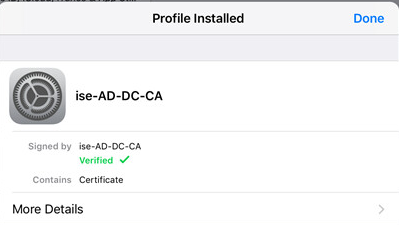 Profile Installed
Done
ise-AD-DC-CA
Signed by ise-AD-DC-CA
Verified
Contains Certificate
More Details